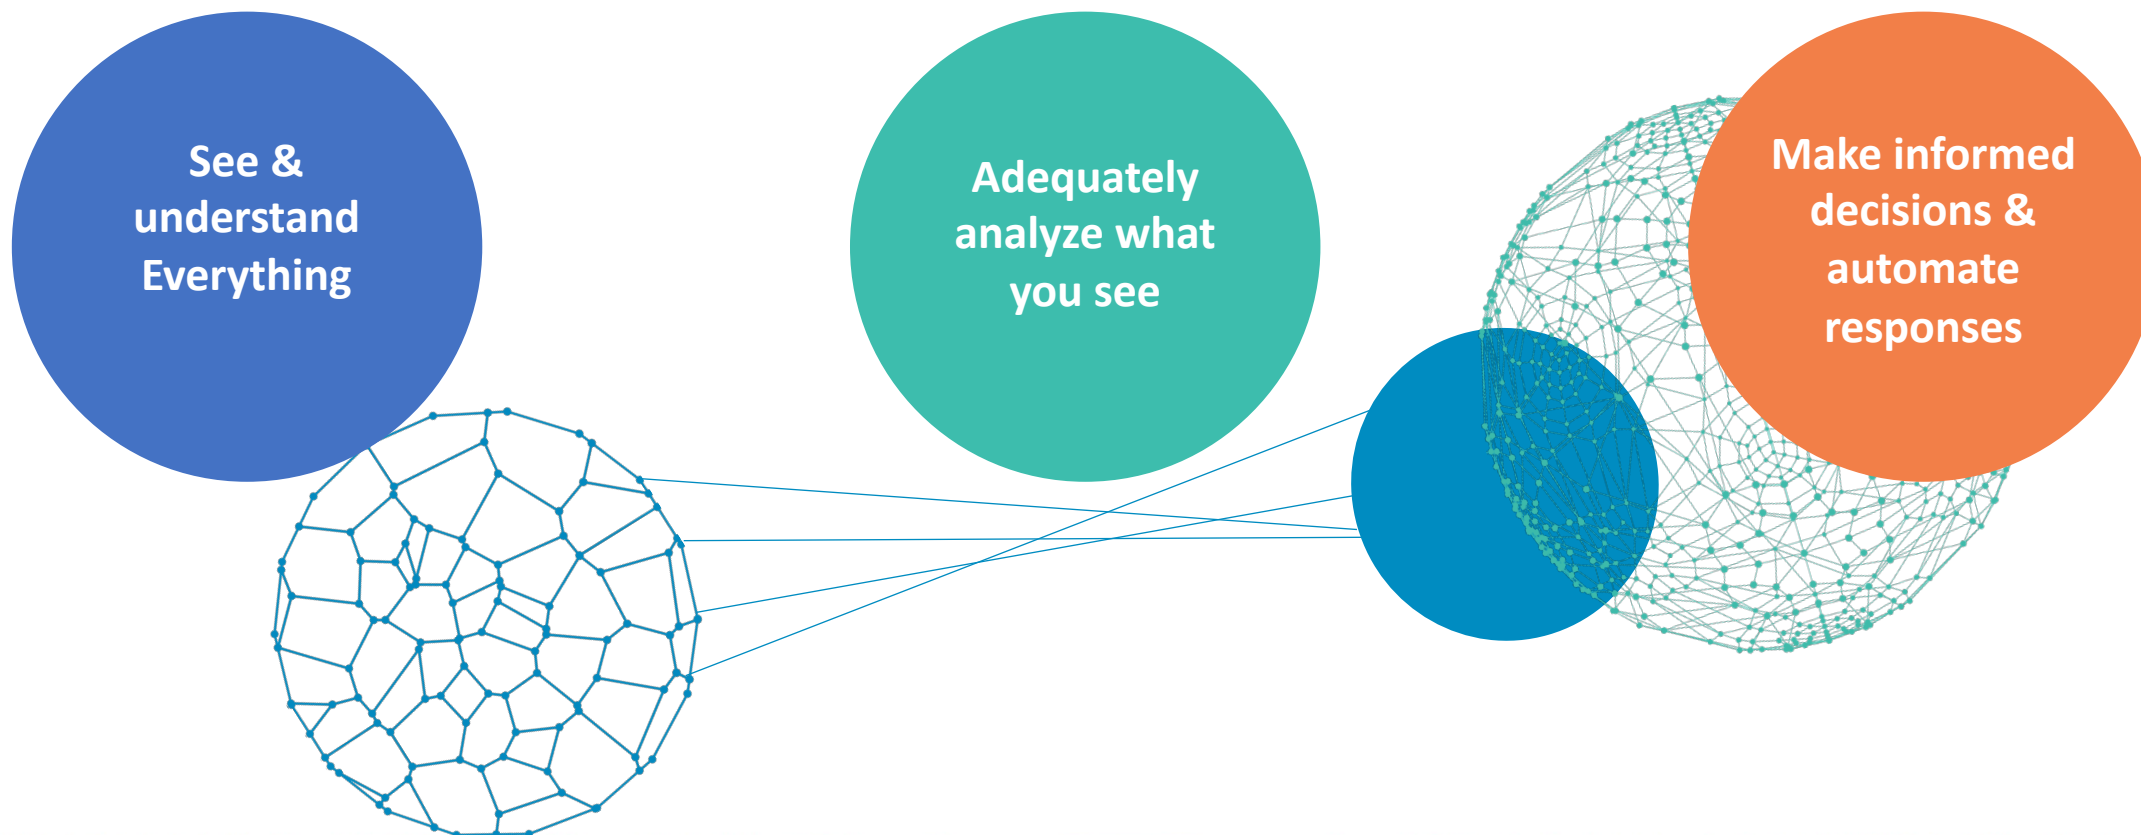 See &
understand
Everything
Adequately
analyze what
you see
Make informed
decisions &
automate
responses